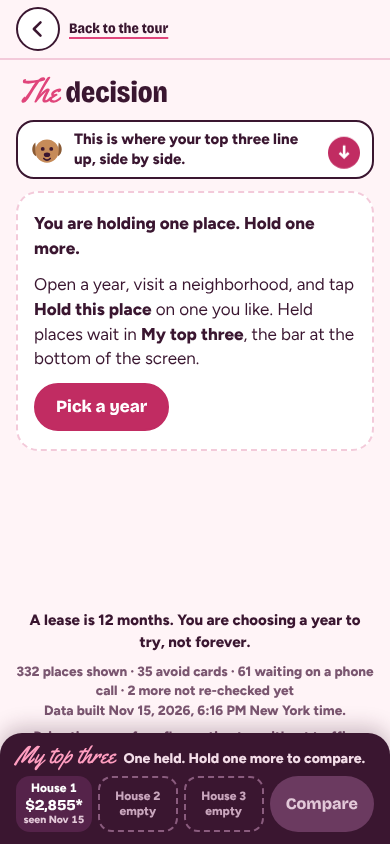 Back to the tour
The decision
This is where your top three line
up, side by side.
You are holding one place. Hold one
more.
Open a year, visit a neighborhood, and tap
Hold this place on one you like. Held
places wait in My top three, the bar at the
bottom of the screen.
Pick a year
A lease is 12 months. You are choosing a year to
try, not forever.
332 places shown · 35 avoid cards · 61 waiting on a phone
call · 2 more not re-checked yet
Data built Nov 15, 2026, 6:16 PM New York time.
My top three One held. Hold one more to compare.
House 1
$2,855*
seen Nov 15
House 2
empty
House 3
empty
Compare